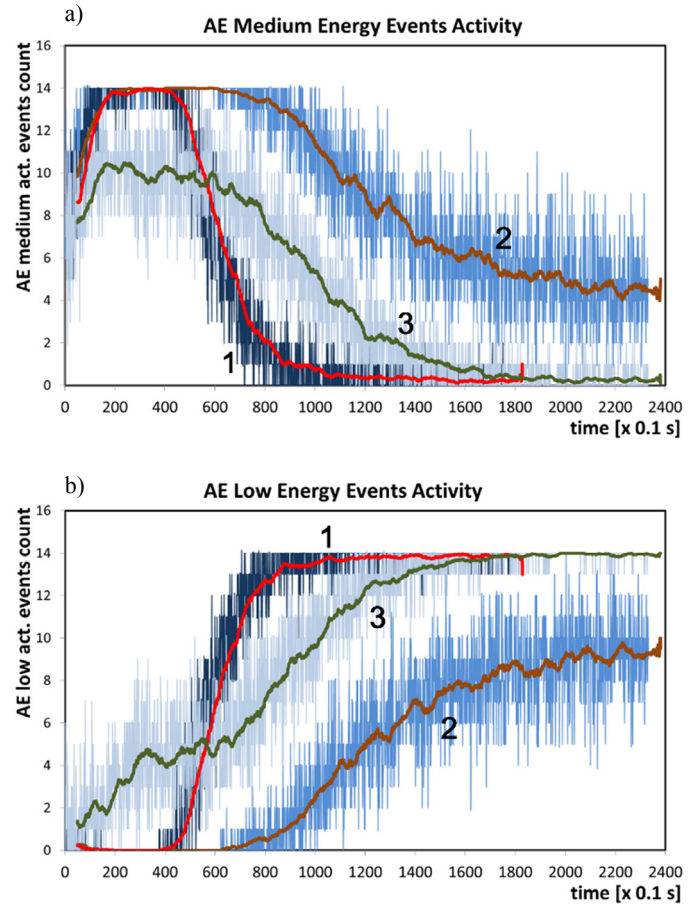 a)
AE Medium Energy Events Activity
AE medium act. events count
16
14
12
10
8
6
4
2
0
1
2
3
0 200 400 600 800 1000 1200 1400 1600 1800 2000 2200 2400
time [x 0.1 s]
b)
AE Low Energy Events Activity
AE low act. events count
16
14
12
10
8
6
4
2
0
1
3
2
0 200 400 600 800 1000 1200 1400 1600 1800 2000 2200 2400
time [x 0.1 s]